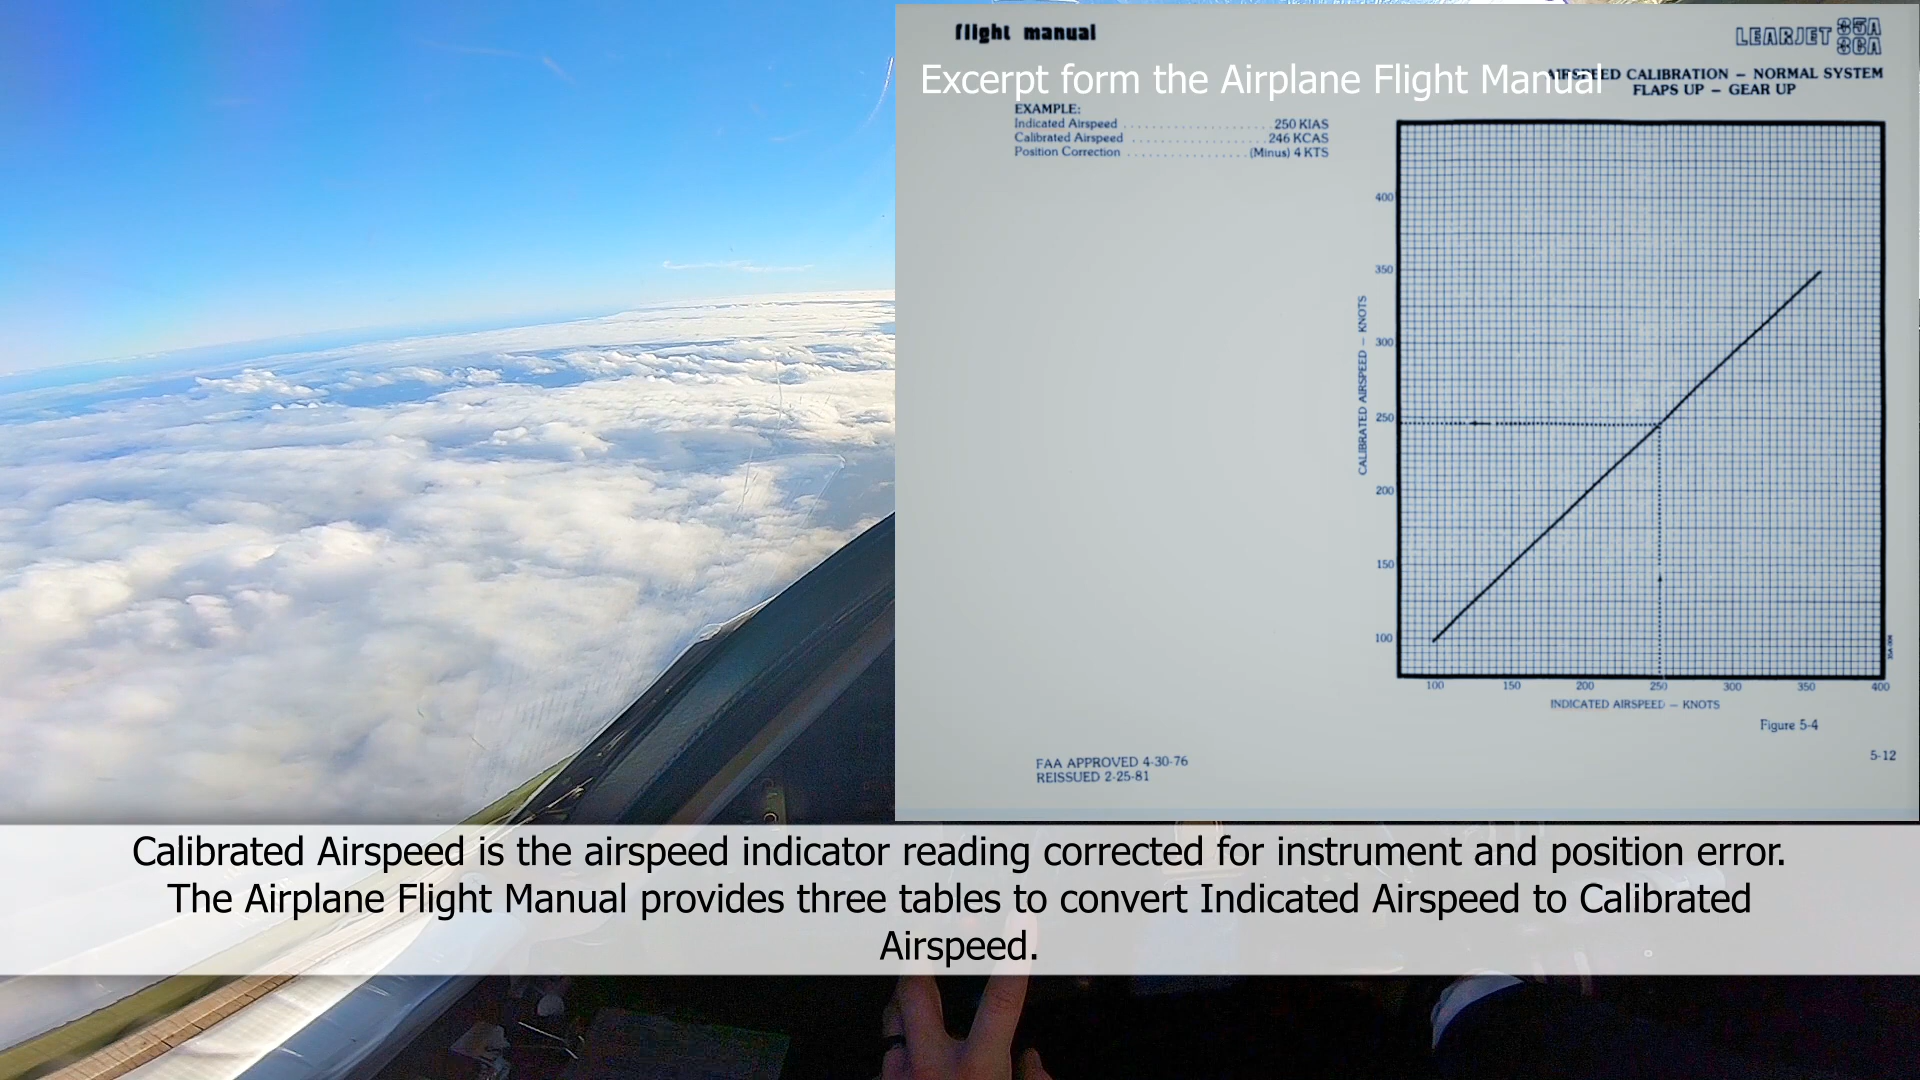 flight manual
LEARJET 35A
36A
Excerpt form the Airplane Flight Manual
AIRSPEED CALIBRATION – NORMAL SYSTEM
FLAPS UP – GEAR UP
EXAMPLE:
Indicated Airspeed . . . . . . . . . . . . . . . . . . . . . 250 KIAS
Calibrated Airspeed . . . . . . . . . . . . . . . . . . . 246 KCAS
Position Correction . . . . . . . . . . . . . . . . . (Minus) 4 KTS
400
350
300
250
200
150
100
CALIBRATED AIRSPEED – KNOTS
100 150 200 250 300 350 400
INDICATED AIRSPEED – KNOTS
Figure 5-4
5-12
FAA APPROVED 4-30-76
REISSUED 2-25-81
Calibrated Airspeed is the airspeed indicator reading corrected for instrument and position error.
The Airplane Flight Manual provides three tables to convert Indicated Airspeed to Calibrated
Airspeed.